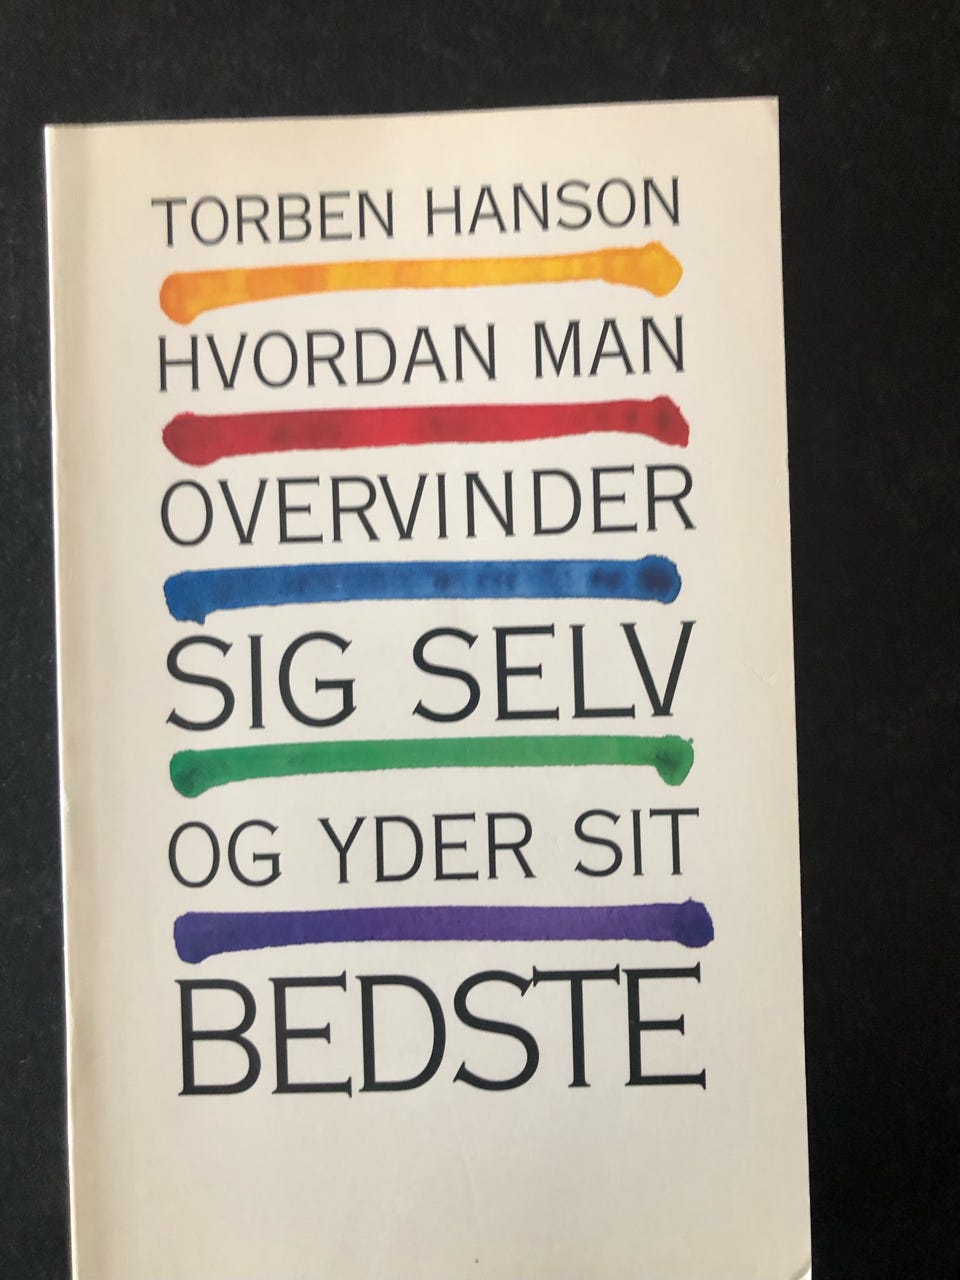 TORBEN HANSON
HVORDAN MAN
OVERVINDER
SIG SELV
OG YDER SIT
BEDSTE